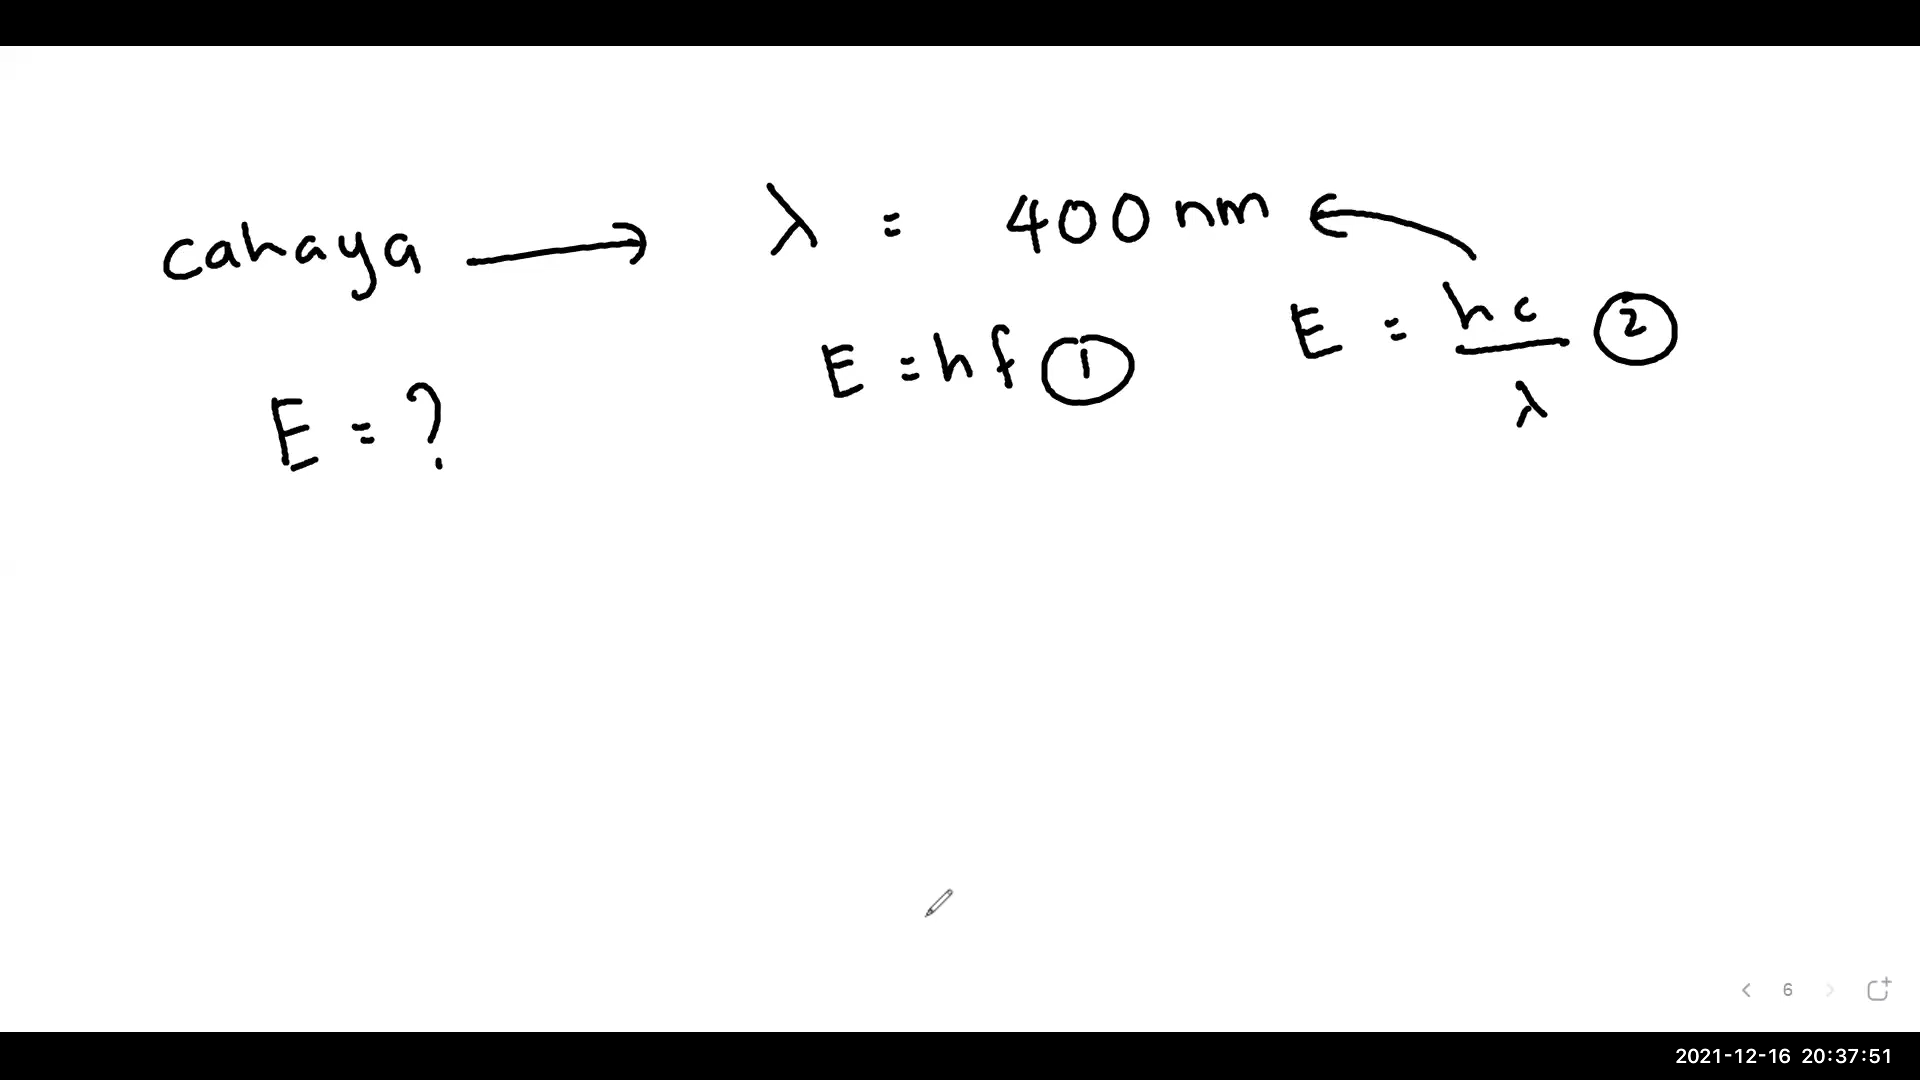 cahaya → λ = 400 nm ←
E = hc/λ ②
E = hf ①
E = ?
6
2021-12-16 20:37:51